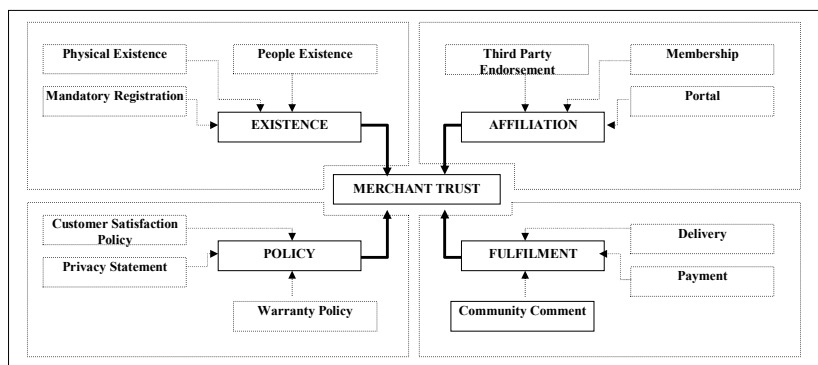 Physical Existence
People Existence
Mandatory Registration
EXISTENCE
Third Party
Endorsement
Membership
Portal
AFFILIATION
MERCHANT TRUST
Customer Satisfaction
Policy
Privacy Statement
POLICY
Warranty Policy
Delivery
FULFILMENT
Payment
Community Comment